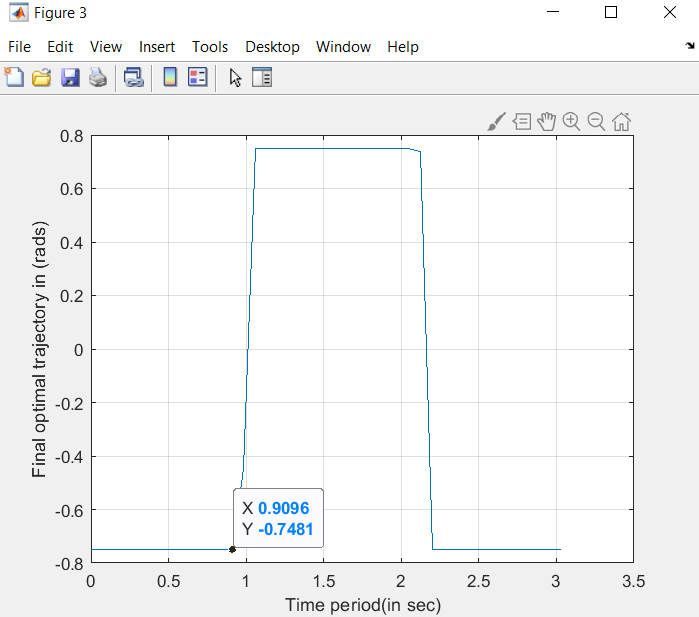 Figure 3
File Edit View Insert Tools Desktop Window Help
0.8
0.6
0.4
0.2
0
-0.2
-0.4
-0.6
-0.8
Final optimal trajectory in (rads)
X 0.9096
Y -0.7481
0 0.5 1 1.5 2 2.5 3 3.5
Time period(in sec)